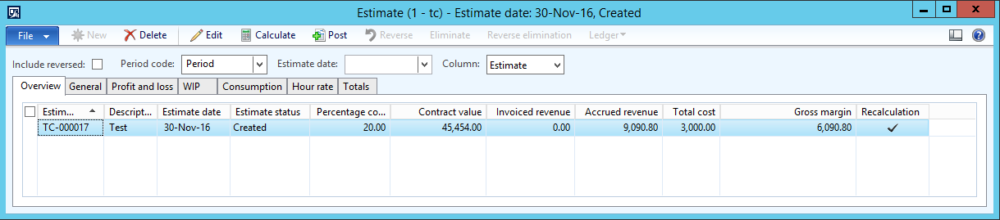 Estimate (1 - tc) - Estimate date: 30-Nov-16, Created
File New Delete Edit Calculate Post Reverse Eliminate Reverse elimination Ledger
Include reversed: Period code: Period Estimate date: Column: Estimate
Overview General Profit and loss WIP Consumption Hour rate Totals
Estim... Descript... Estimate date Estimate status Percentage co... Contract value Invoiced revenue Accrued revenue Total cost Gross margin Recalculation
TC-000017 Test 30-Nov-16 Created 20.00 45,454.00 0.00 9,090.80 3,000.00 6,090.80